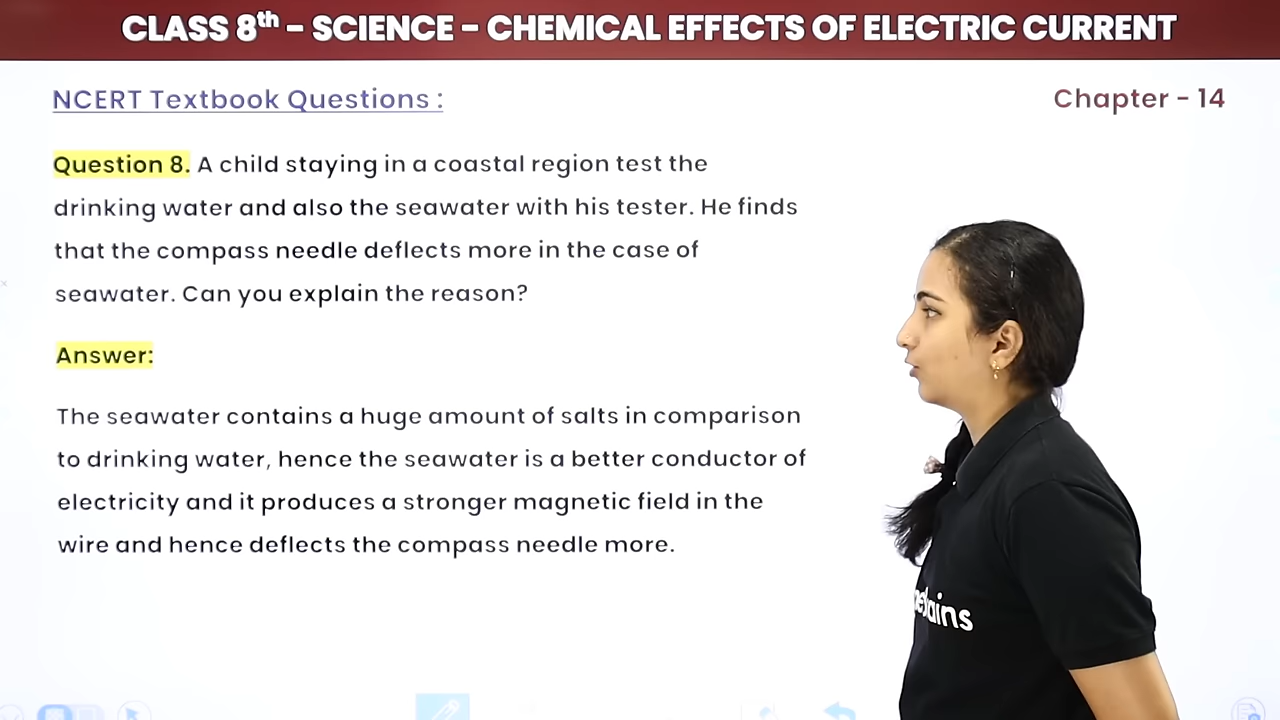 CLASS 8th - SCIENCE - CHEMICAL EFFECTS OF ELECTRIC CURRENT
NCERT Textbook Questions :
Chapter - 14
Question 8. A child staying in a coastal region test the
drinking water and also the seawater with his tester. He finds
that the compass needle deflects more in the case of
seawater. Can you explain the reason?
Answer:
The seawater contains a huge amount of salts in comparison
to drinking water, hence the seawater is a better conductor of
electricity and it produces a stronger magnetic field in the
wire and hence deflects the compass needle more.